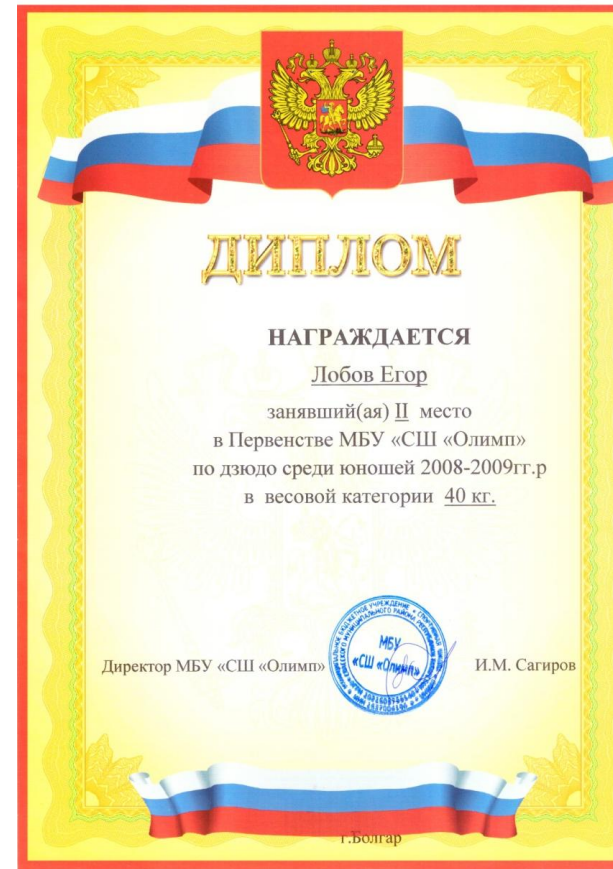 ДИПЛОМ
НАГРАЖДАЕТСЯ
Лобов Егор
занявший(ая) II место
в Первенстве МБУ «СШ «Олимп»
по дзюдо среди юношей 2008-2009гг.р
в весовой категории 40 кг.
МБУ
«СШ «Олимп»
Директор МБУ «СШ «Олимп»
И.М. Сагиров
г.Болгар